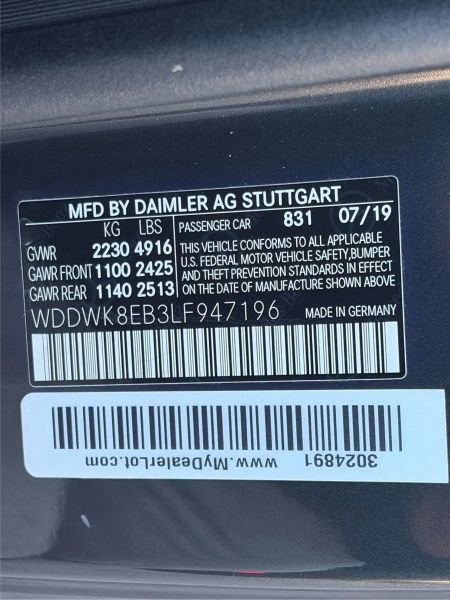 MFD BY DAIMLER AG STUTTGART
KG LBS
GVWR 2230 4916
GAWR FRONT 1100 2425
GAWR REAR 1140 2513
PASSENGER CAR 831 07/19
THIS VEHICLE CONFORMS TO ALL APPLICABLE
U.S. FEDERAL MOTOR VEHICLE SAFETY, BUMPER
AND THEFT PREVENTION STANDARDS IN EFFECT
ON THE DATE OF MANUFACTURE SHOWN ABOVE.
WDDWK8EB3LF947196 MADE IN GERMANY
3024891 www.MyDealerLot.com